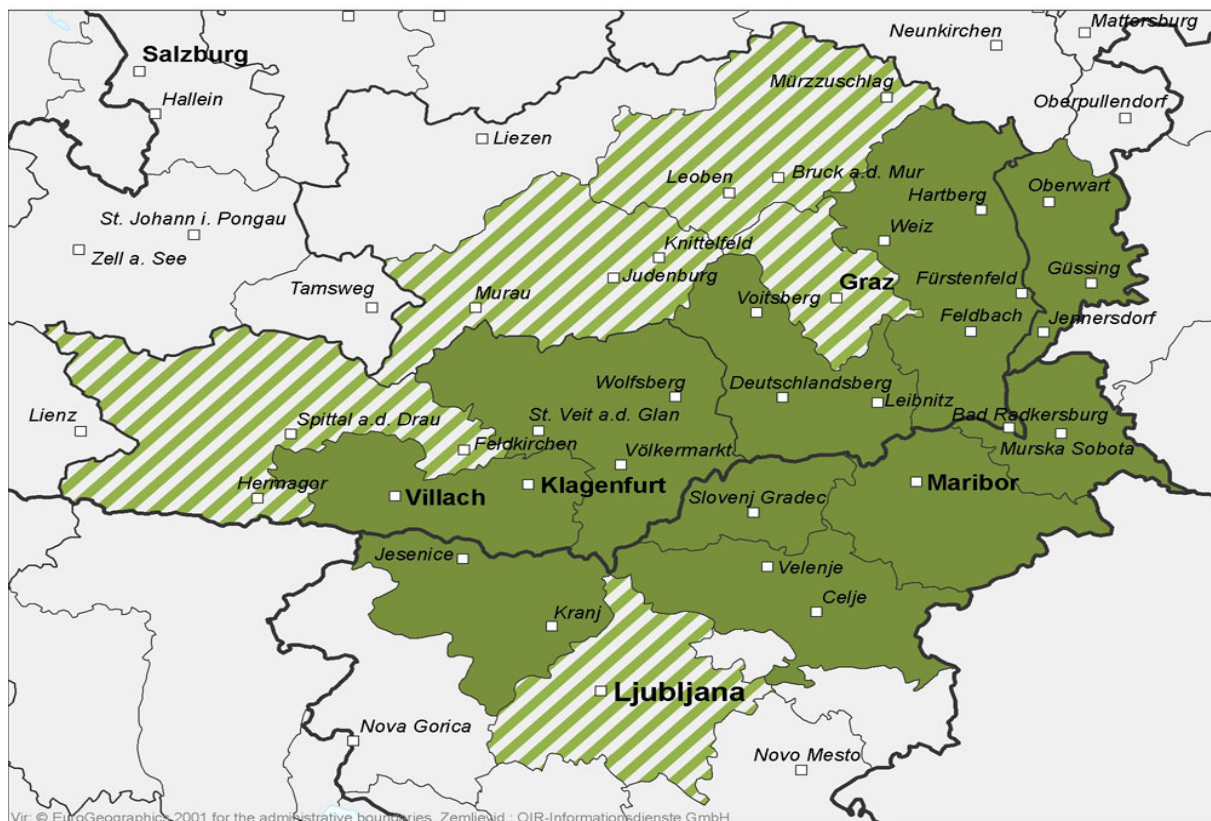 Mattersburg
Neunkirchen
Salzburg
Mürzzuschlag
Hallein
Oberpullendorf
Liezen
Leoben
Bruck a.d. Mur
Oberwart
Hartberg
St. Johann i. Pongau
Weiz
Knittelfeld
Zell a. See
Güssing
Judenburg
Graz
Fürstenfeld
Tamsweg
Murau
Voitsberg
Feldbach
Jennersdorf
Wolfsberg
Deutschlandsberg
Leibnitz
Lienz
Spittal a.d. Drau
St. Veit a.d. Glan
Bad Radkersburg
Feldkirchen
Völkermarkt
Murska Sobota
Hermagor
Villach
Klagenfurt
Maribor
Slovenj Gradec
Jesenice
Velenje
Celje
Kranj
Ljubljana
Nova Gorica
Novo Mesto
Vir: © EuroGeographics 2001 for the administrative boundaries, Zemljevid : OIR-Informationsdienste GmbH